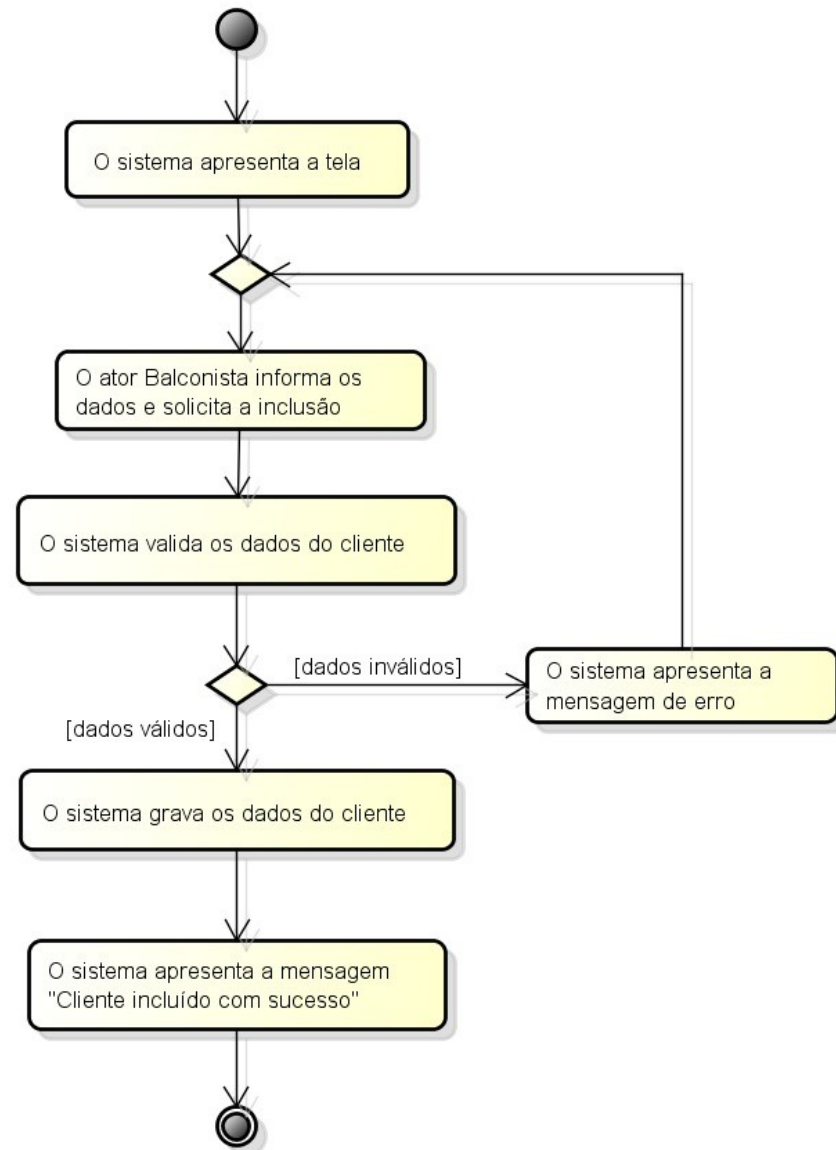 O sistema apresenta a tela
O ator Balconista informa os
dados e solicita a inclusão
O sistema valida os dados do cliente
[dados inválidos]
O sistema apresenta a
mensagem de erro
[dados válidos]
O sistema grava os dados do cliente
O sistema apresenta a mensagem
"Cliente incluído com sucesso"